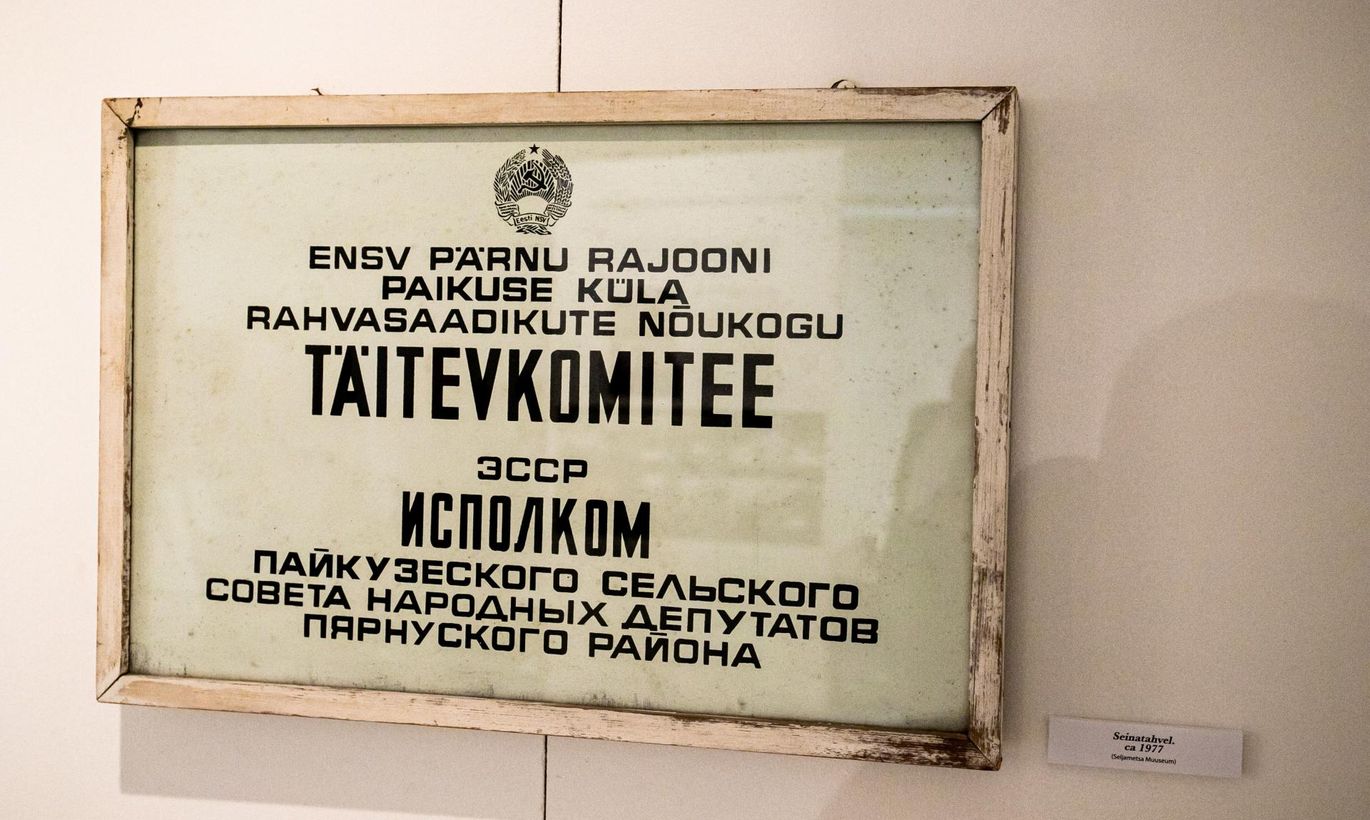 Eesti NSV
ENSV PÄRNU RAJOONI
PAIKUSE KÜLA
RAHVASAADIKUTE NÕUKOGU
TÄITEVKOMITEE
ЭССР
ИСПОЛКОМ
ПАЙКУЗЕСКОГО СЕЛЬСКОГО
СОВЕТА НАРОДНЫХ ДЕПУТАТОВ
ПЯРНУСКОГО РАЙОНА
Seinatahvel.
ca 1977
(Seljametsa Muuseum)